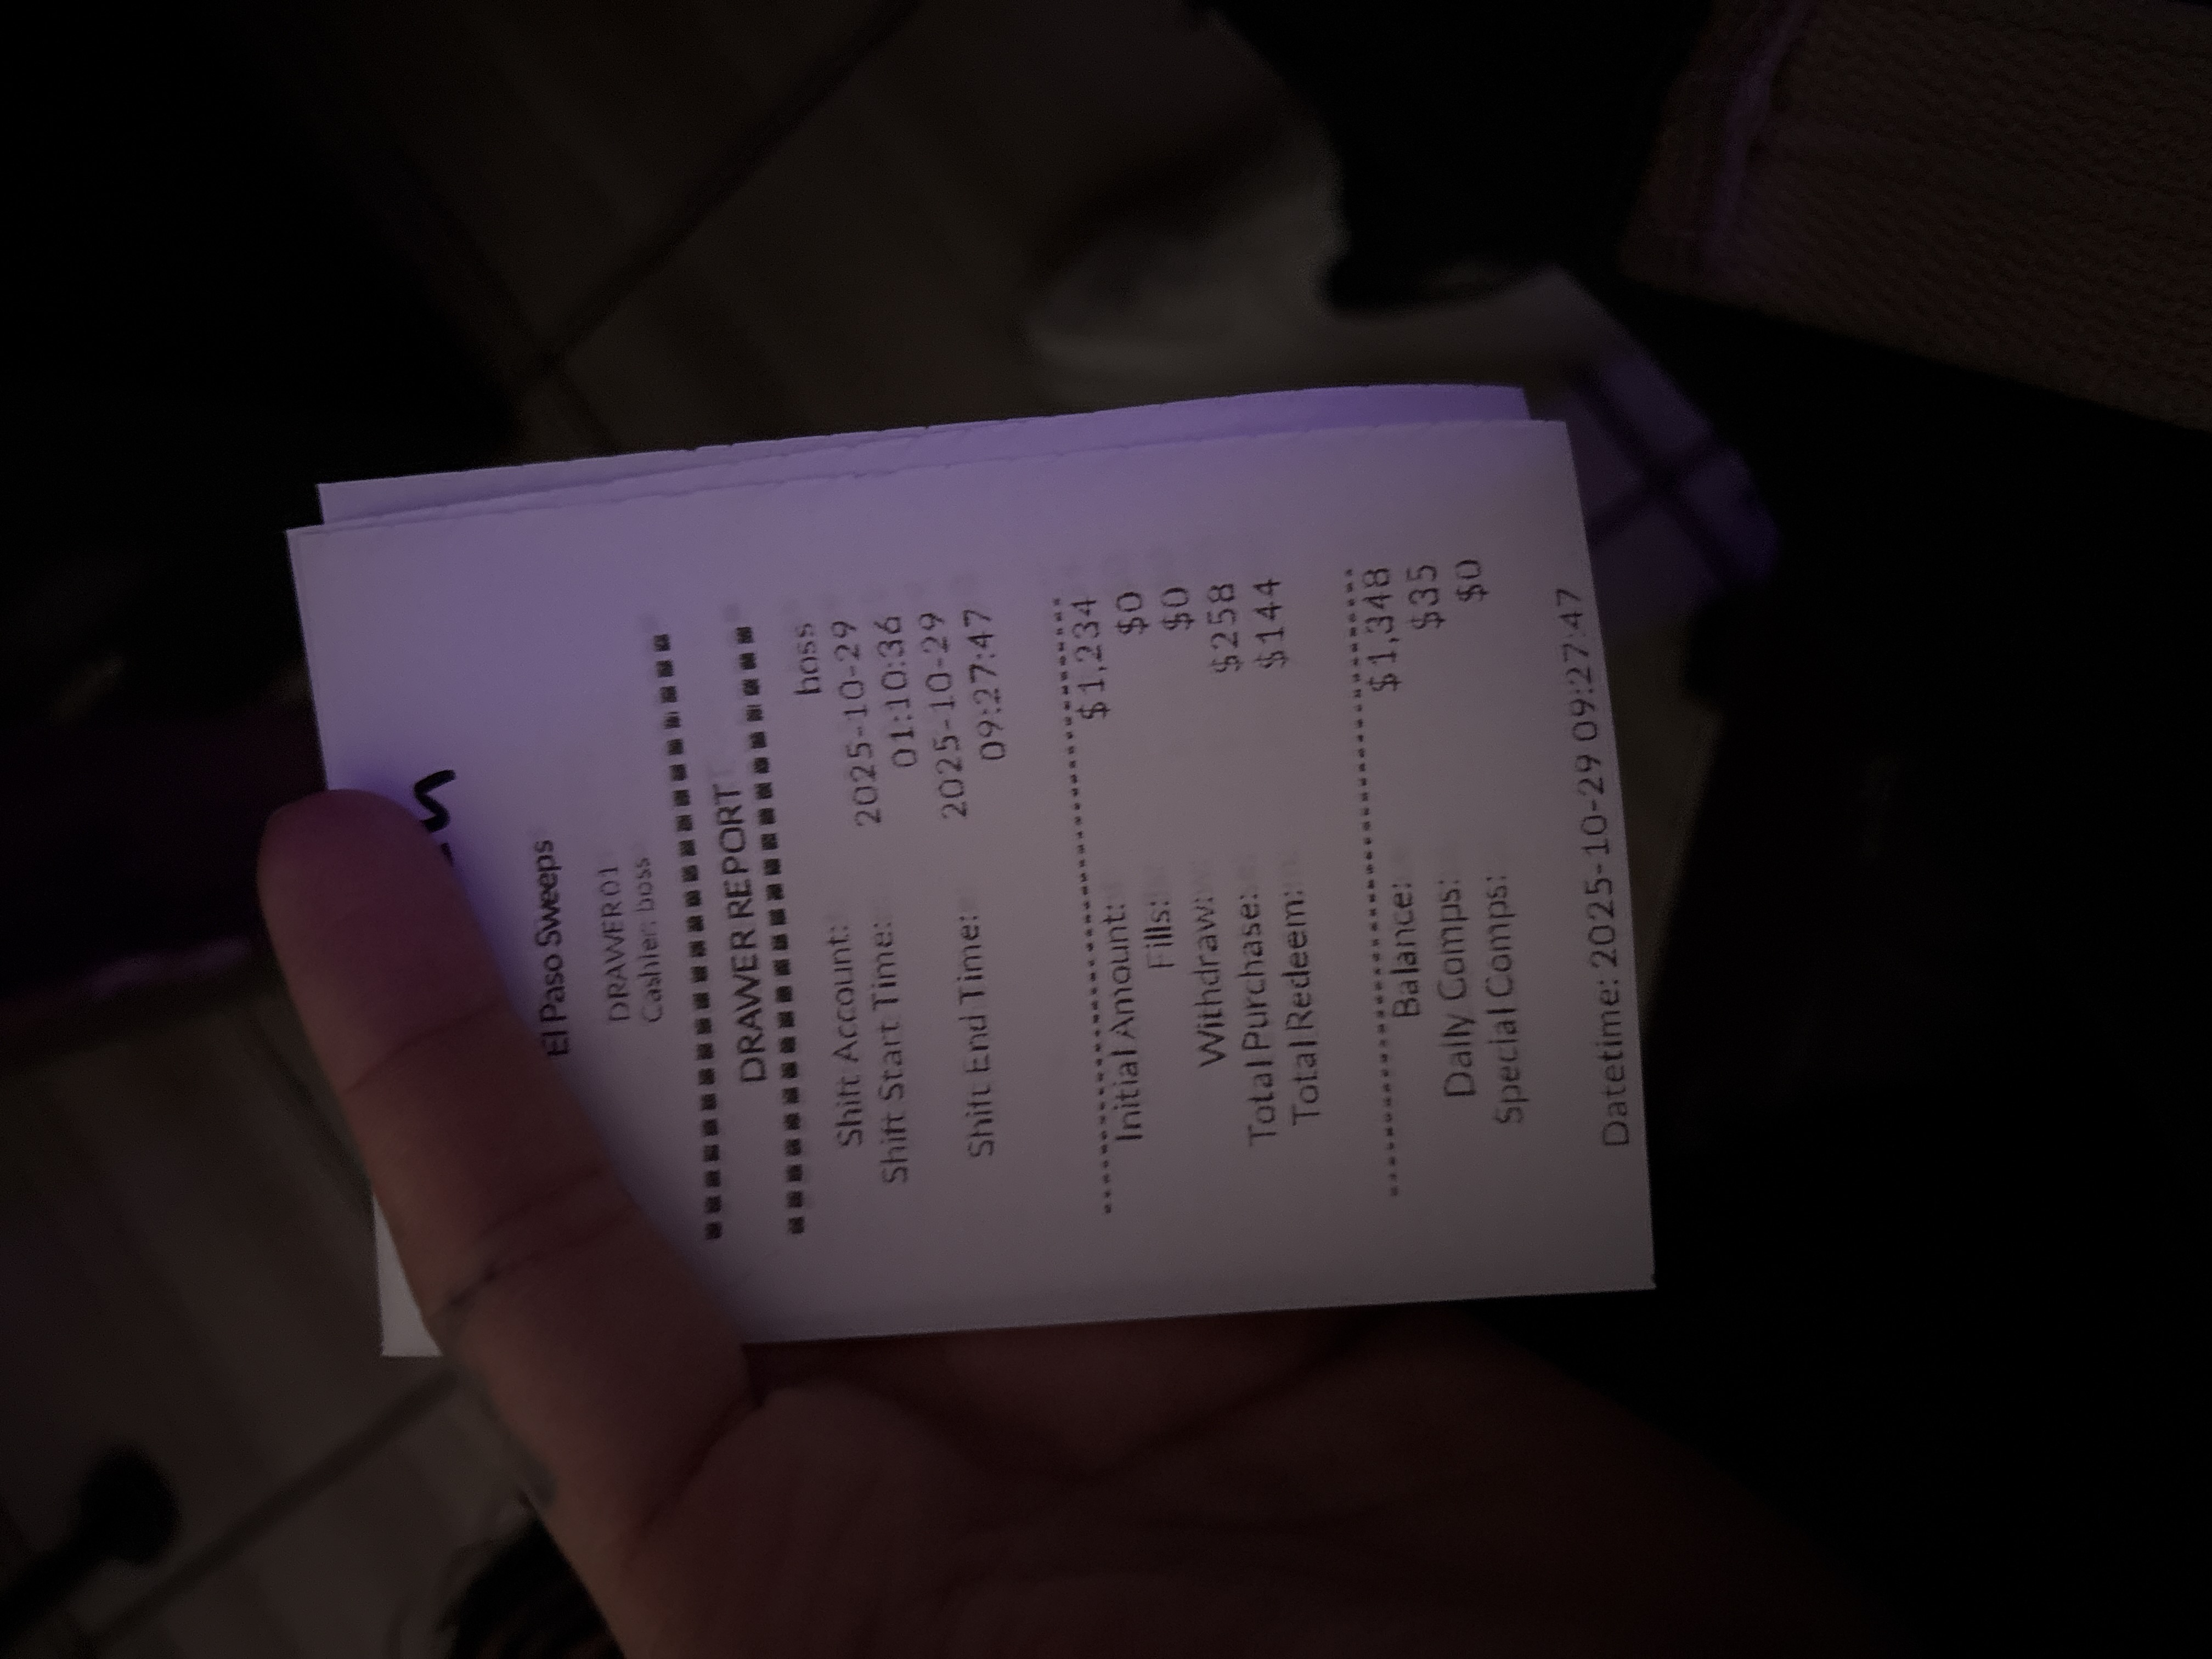 El Paso Sweeps
DRAWER01
Cashier: boss
DRAWER REPORT
Shift Account: boss
Shift Start Time: 2025-10-29
01:10:36
Shift End Time: 2025-10-29
09:27:47
Initial Amount: $1,234
Fills: $0
Withdraw: $0
Total Purchase: $258
Total Redeem: $144
Balance: $1,348
Daily Comps: $35
Special Comps: $0
Datetime: 2025-10-29 09:27:47